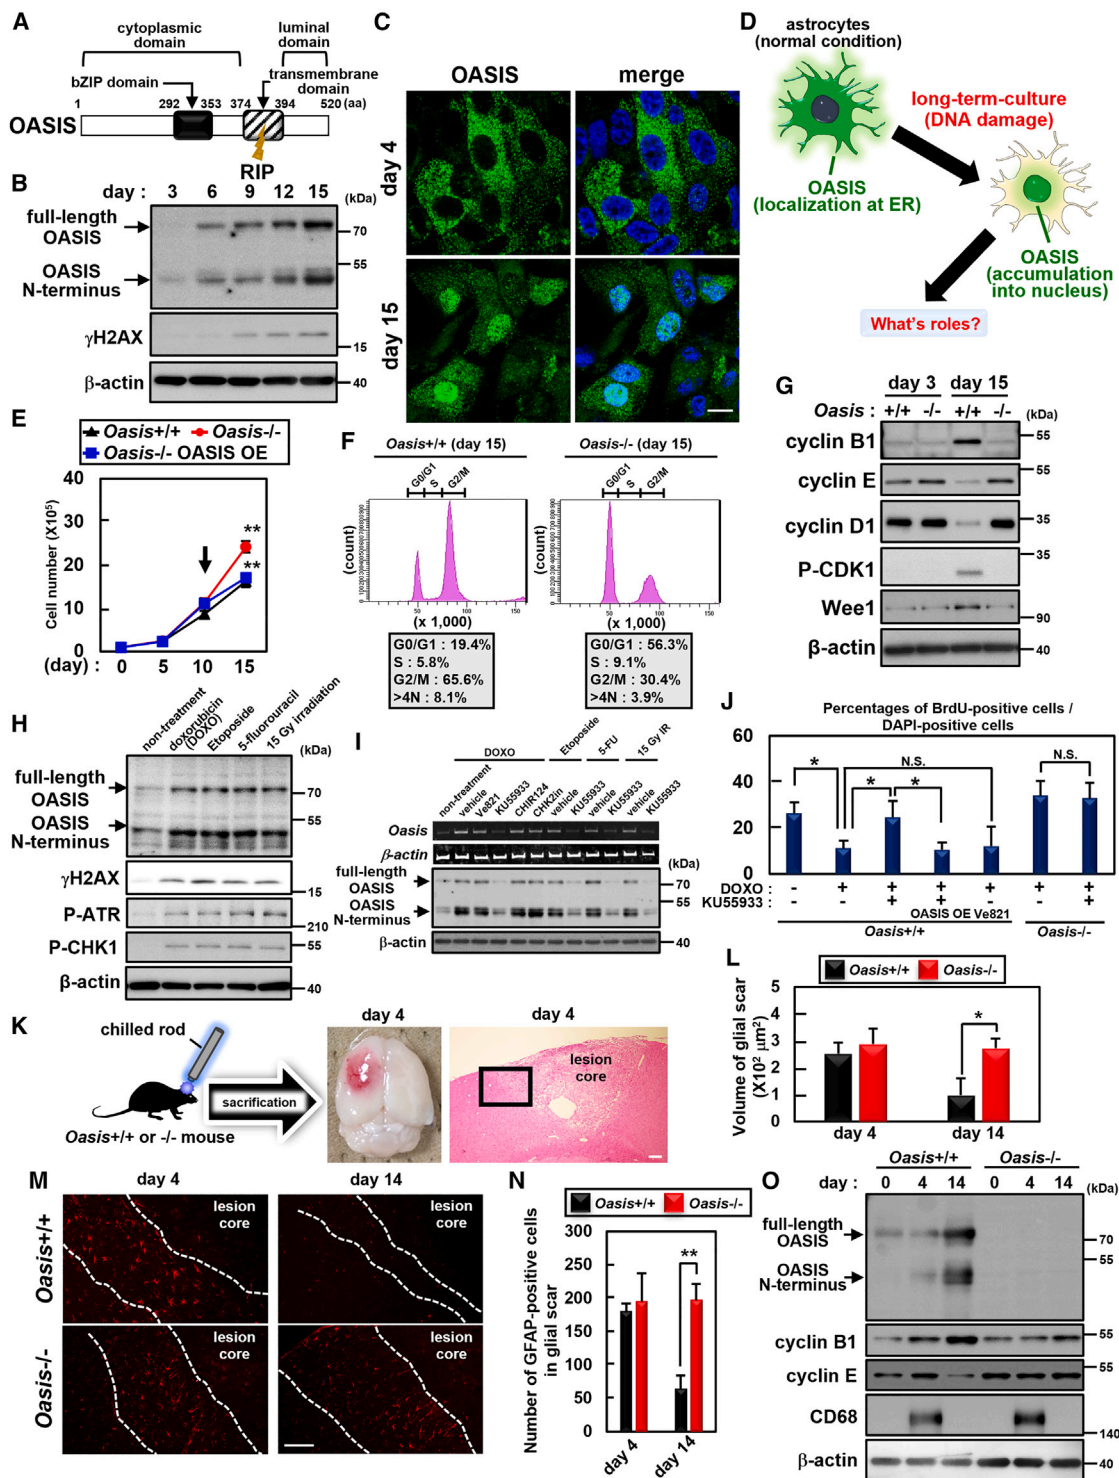 A
cytoplasmic domain
luminal domain
bZIP domain
transmembrane domain
1 292 353 374 394 520 (aa)
OASIS
RIP
B
day : 3 6 9 12 15 (kDa)
full-length OASIS
70
55
OASIS N-terminus
γH2AX
15
β-actin
40
C
OASIS merge
day 4
day 15
D
astrocytes
(normal condition)
long-term-culture
(DNA damage)
OASIS
(localization at ER)
OASIS
(accumulation
into nucleus)
What's roles?
E
Oasis+/+ Oasis-/-
Oasis-/- OASIS OE
Cell number (X10⁵)
40
30
20
10
0
**
**
(day) : 0 5 10 15
F
Oasis+/+ (day 15)
G0/G1 S G2/M
(count)
0 50 100 150
(x 1,000)
G0/G1 : 19.4%
S : 5.8%
G2/M : 65.6%
>4N : 8.1%
Oasis-/- (day 15)
G0/G1 S G2/M
(count)
0 50 100 150
(x 1,000)
G0/G1 : 56.3%
S : 9.1%
G2/M : 30.4%
>4N : 3.9%
G
day 3 day 15
Oasis : +/+ -/- +/+ -/- (kDa)
cyclin B1
55
cyclin E
55
cyclin D1
35
P-CDK1
35
Wee1
90
β-actin
40
H
non-treatment
doxorubicin (DOXO)
Etoposide
5-fluorouracil
15 Gy irradiation
(kDa)
full-length OASIS
70
OASIS N-terminus
55
γH2AX
15
P-ATR
210
P-CHK1
55
β-actin
40
I
DOXO Etoposide 5-FU 15 Gy IR
non-treatment
vehicle
Ve821
KU55933
CHIR124
CHK2in
vehicle
KU55933
vehicle
KU55933
vehicle
KU55933
Oasis
β-actin
(kDa)
full-length OASIS
70
OASIS N-terminus
55
β-actin
40
J
Percentages of BrdU-positive cells /
DAPI-positive cells
60
40
20
0
* * * N.S. N.S.
DOXO : - + + + + + +
KU55933 : - - + + - - +
OASIS OE Ve821
Oasis+/+ Oasis-/-
K
chilled rod
sacrification
Oasis+/+ or -/- mouse
day 4
day 4
lesion core
L
Oasis+/+ Oasis-/-
Volume of glial scar
(X10² μm²)
5
4
3
2
1
0
*
day 4 day 14
M
day 4 day 14
Oasis+/+
lesion core
lesion core
Oasis-/-
lesion core
lesion core
N
Oasis+/+ Oasis-/-
Number of GFAP-positive cells
in glial scar
300
250
200
150
100
50
0
**
day 4 day 14
O
Oasis+/+ Oasis-/-
day : 0 4 14 0 4 14 (kDa)
full-length OASIS
70
OASIS N-terminus
55
cyclin B1
55
cyclin E
55
CD68
140
β-actin
40